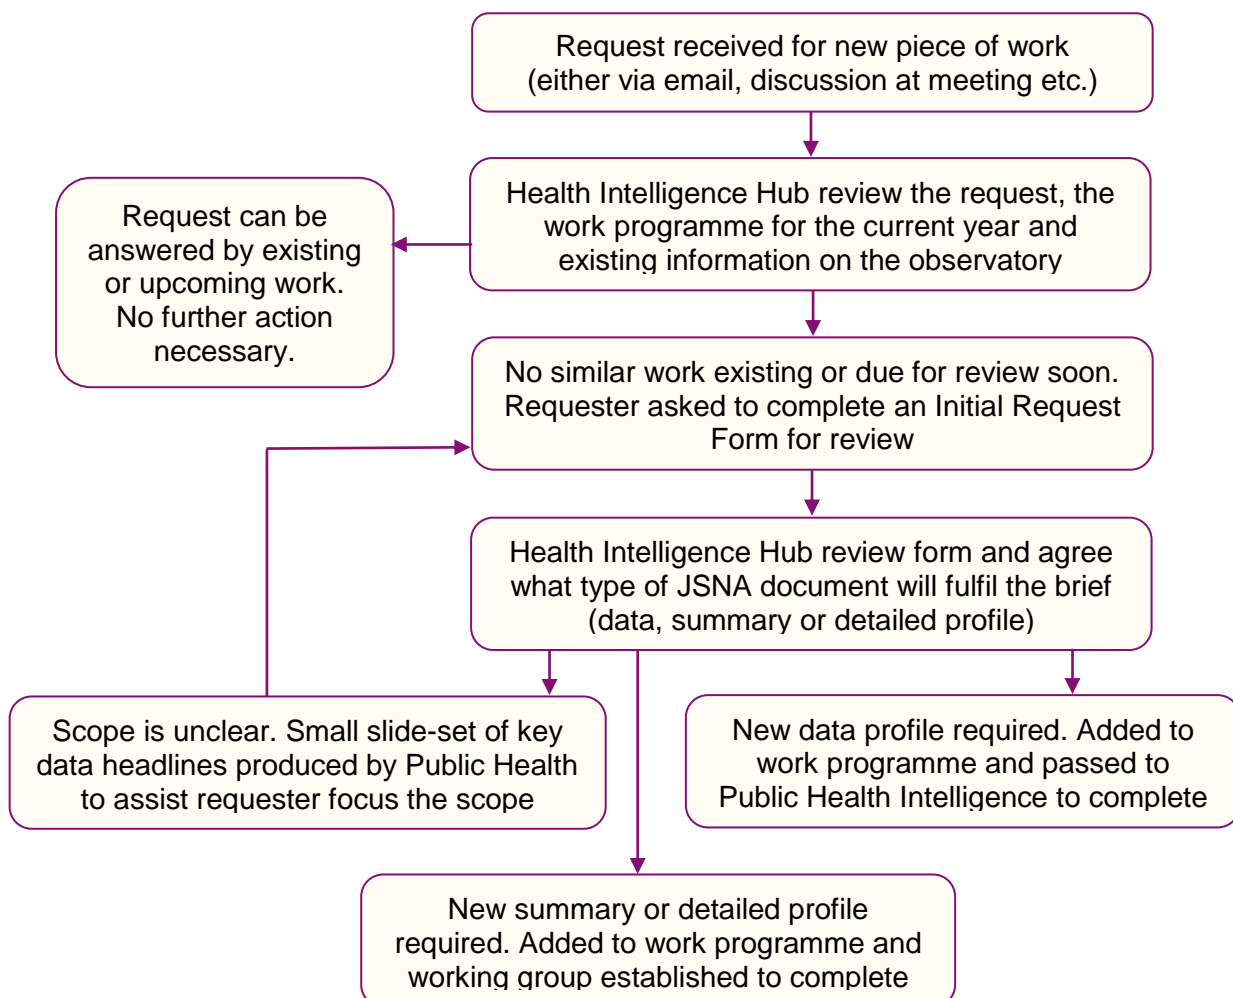 Request received for new piece of work
(either via email, discussion at meeting etc.)
Health Intelligence Hub review the request, the
work programme for the current year and
existing information on the observatory
Request can be
answered by existing
or upcoming work.
No further action
necessary.
No similar work existing or due for review soon.
Requester asked to complete an Initial Request
Form for review
Health Intelligence Hub review form and agree
what type of JSNA document will fulfil the brief
(data, summary or detailed profile)
Scope is unclear. Small slide-set of key
data headlines produced by Public Health
to assist requester focus the scope
New data profile required. Added to
work programme and passed to
Public Health Intelligence to complete
New summary or detailed profile
required. Added to work programme and
working group established to complete